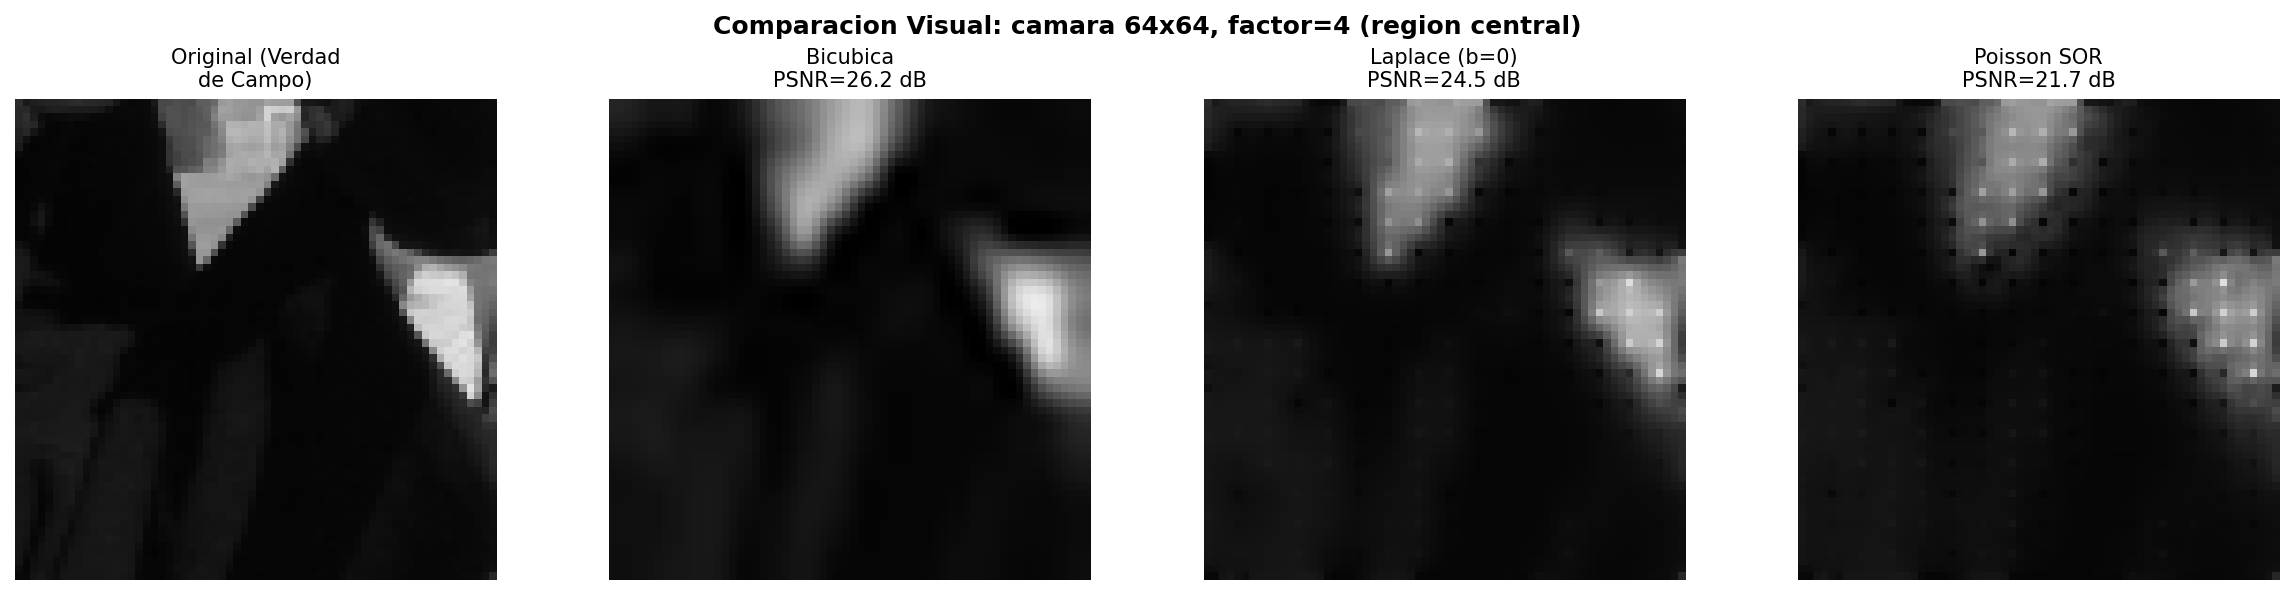 Comparacion Visual: camara 64x64, factor=4 (region central)
Original (Verdad
de Campo)
Bicubica
PSNR=26.2 dB
Laplace (b=0)
PSNR=24.5 dB
Poisson SOR
PSNR=21.7 dB